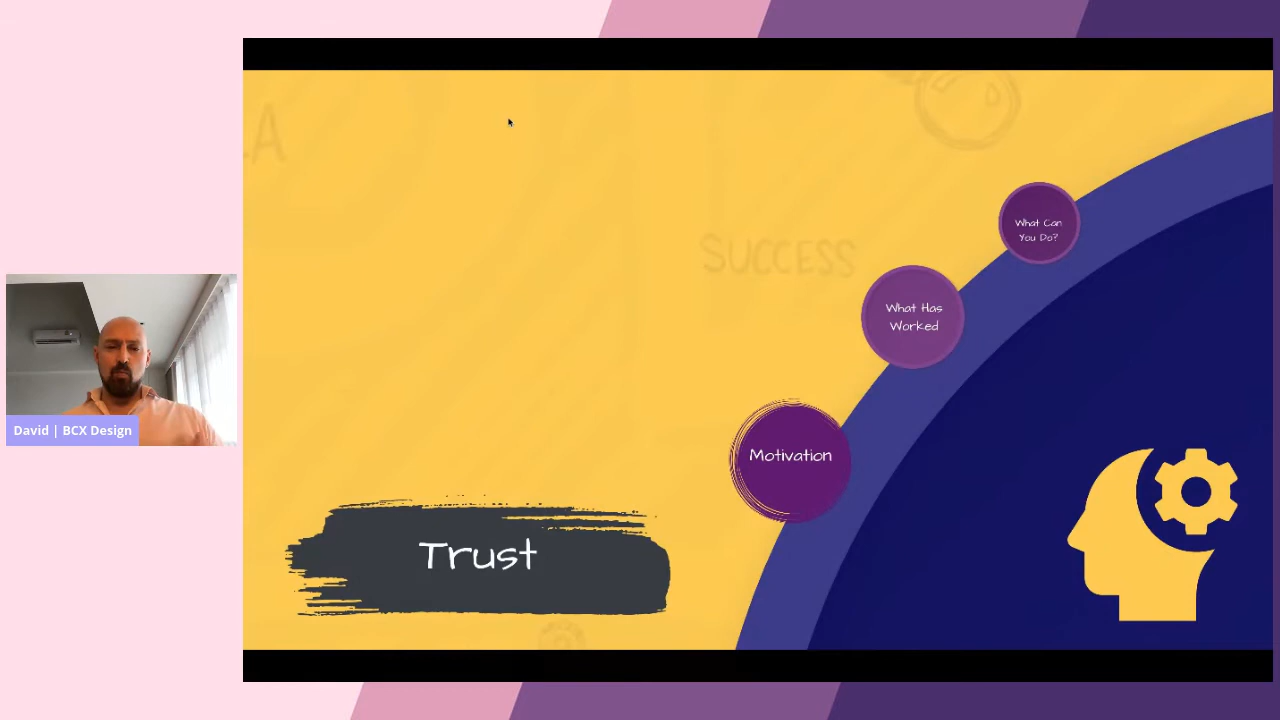 A
SUCCESS
What Can
You Do?
What Has
Worked
Motivation
David | BCX Design
Trust